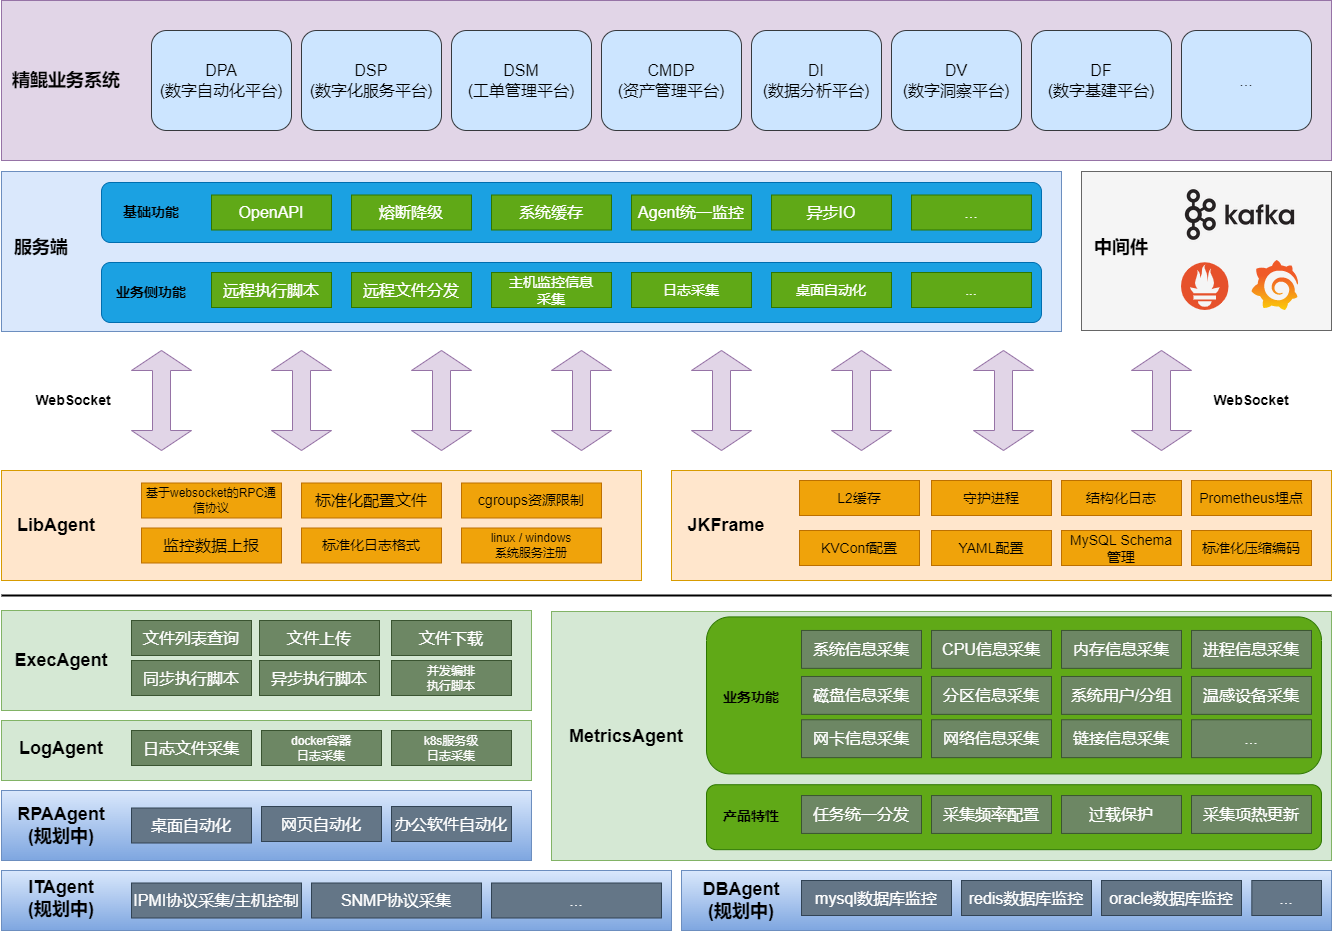 精鲲业务系统
DPA
(数字自动化平台)
DSP
(数字化服务平台)
DSM
(工单管理平台)
CMDP
(资产管理平台)
DI
(数据分析平台)
DV
(数字洞察平台)
DF
(数字基建平台)
...
服务端
基础功能
OpenAPI
熔断降级
系统缓存
Agent统一监控
异步IO
...
业务侧功能
远程执行脚本
远程文件分发
主机监控信息
采集
日志采集
桌面自动化
...
中间件
kafka
WebSocket
WebSocket
LibAgent
基于websocket的RPC通
信协议
标准化配置文件
cgroups资源限制
监控数据上报
标准化日志格式
linux / windows
系统服务注册
JKFrame
L2缓存
守护进程
结构化日志
Prometheus埋点
KVConf配置
YAML配置
MySQL Schema
管理
标准化压缩编码
ExecAgent
文件列表查询
文件上传
文件下载
同步执行脚本
异步执行脚本
并发编排
执行脚本
LogAgent
日志文件采集
docker容器
日志采集
k8s服务级
日志采集
RPAAgent
(规划中)
桌面自动化
网页自动化
办公软件自动化
MetricsAgent
业务功能
系统信息采集
CPU信息采集
内存信息采集
进程信息采集
磁盘信息采集
分区信息采集
系统用户/分组
温感设备采集
网卡信息采集
网络信息采集
链接信息采集
...
产品特性
任务统一分发
采集频率配置
过载保护
采集项热更新
ITAgent
(规划中)
IPMI协议采集/主机控制
SNMP协议采集
...
DBAgent
(规划中)
mysql数据库监控
redis数据库监控
oracle数据库监控
...